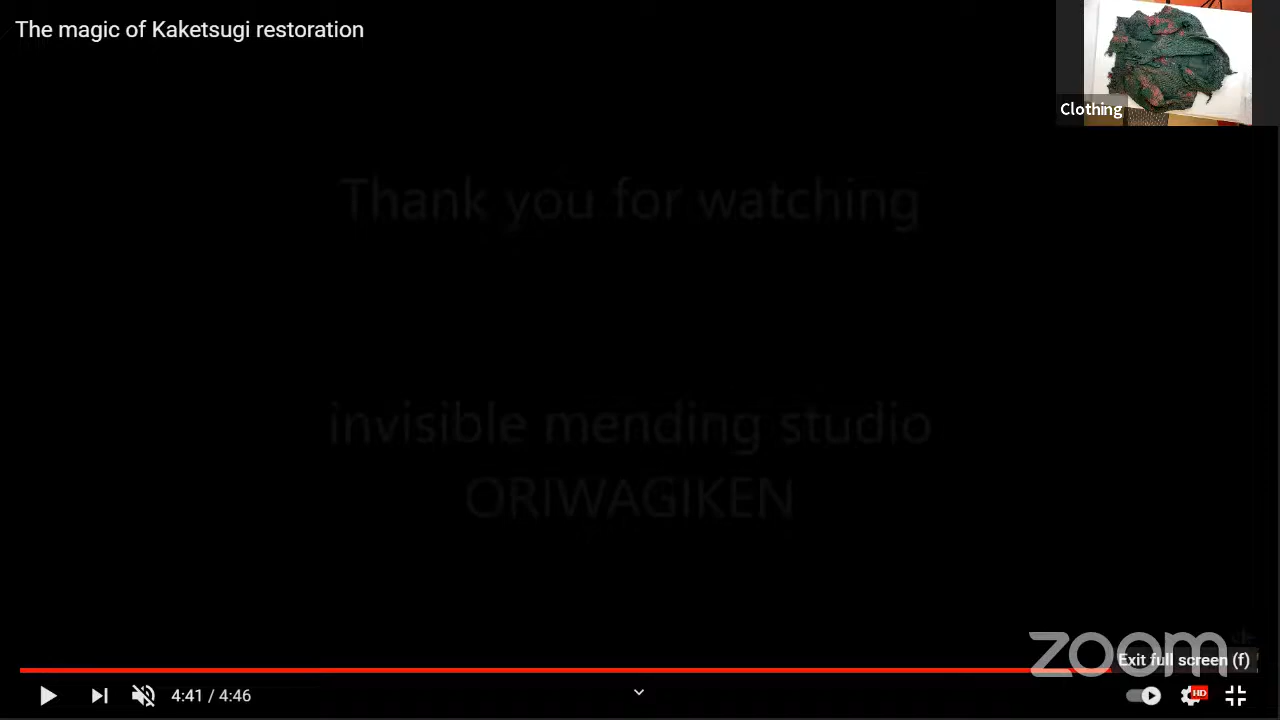 The magic of Kaketsugi restoration
Clothing
Thank you for watching
invisible mending studio
ORIWAGIKEN
zoom
Exit full screen (f)
4:41 / 4:46
HD